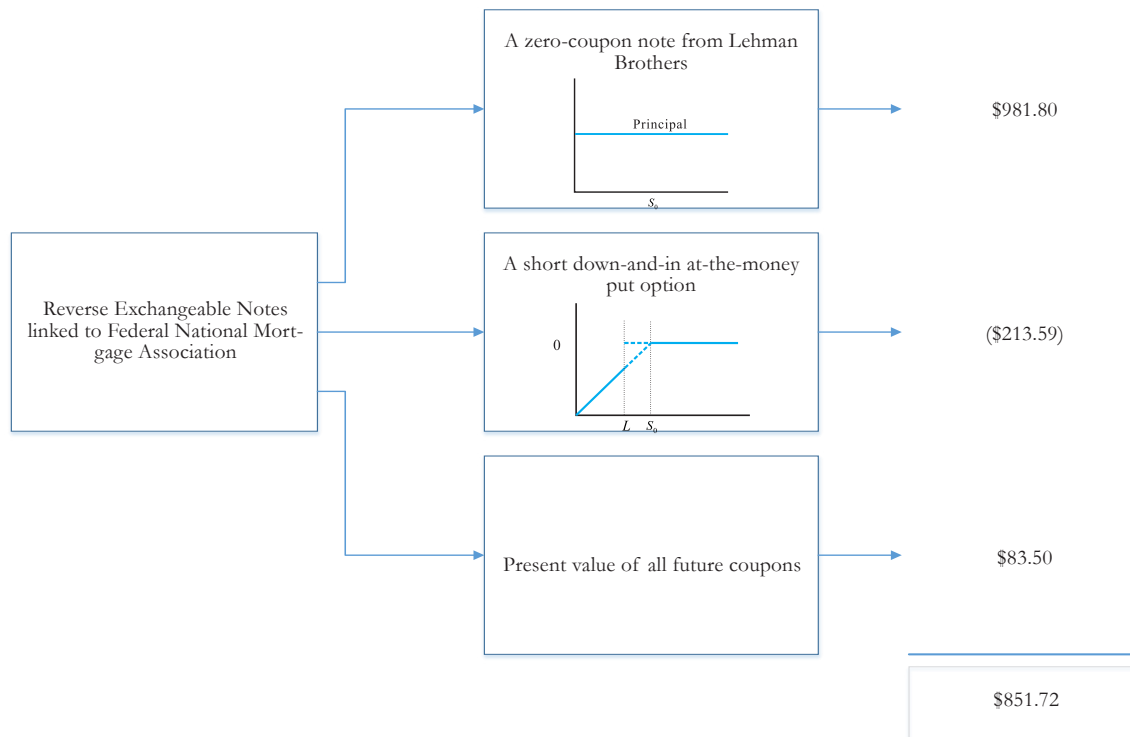 A zero-coupon note from Lehman
Brothers
Principal
S₀
$981.80
Reverse Exchangeable Notes
linked to Federal National Mort-
gage Association
A short down-and-in at-the-money
put option
0
L S₀
($213.59)
Present value of all future coupons
$83.50
$851.72